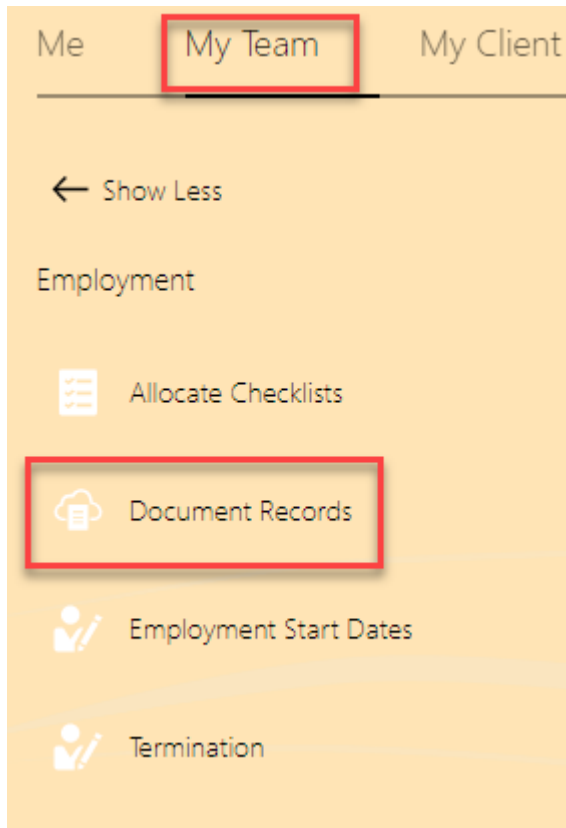 Me My Team My Client
Show Less
Employment
Allocate Checklists
Document Records
Employment Start Dates
Termination